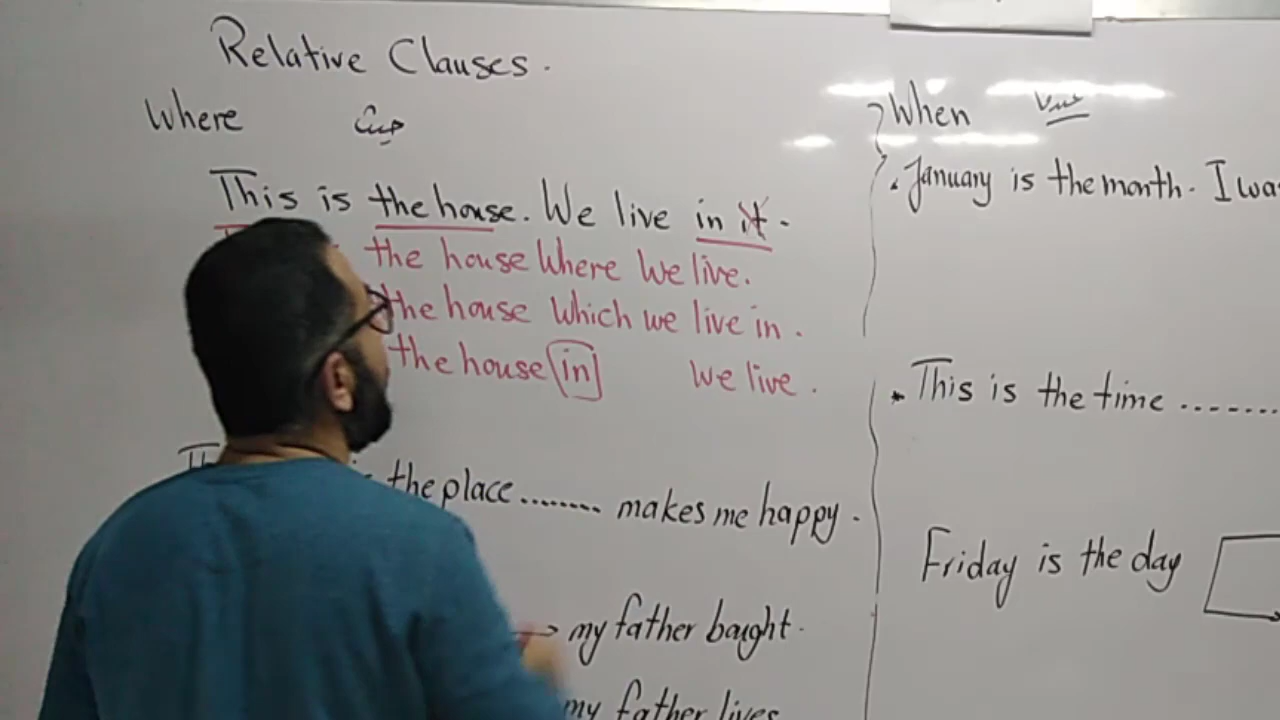 Relative Clauses.
Where حيث
This is the house. We live in it.
the house Where We live.
the house Which we live in.
the house in We live.
the place ........ makes me happy.
my father bought.
my father lives
When عندما
. January is the month. I was
This is the time .......
Friday is the day